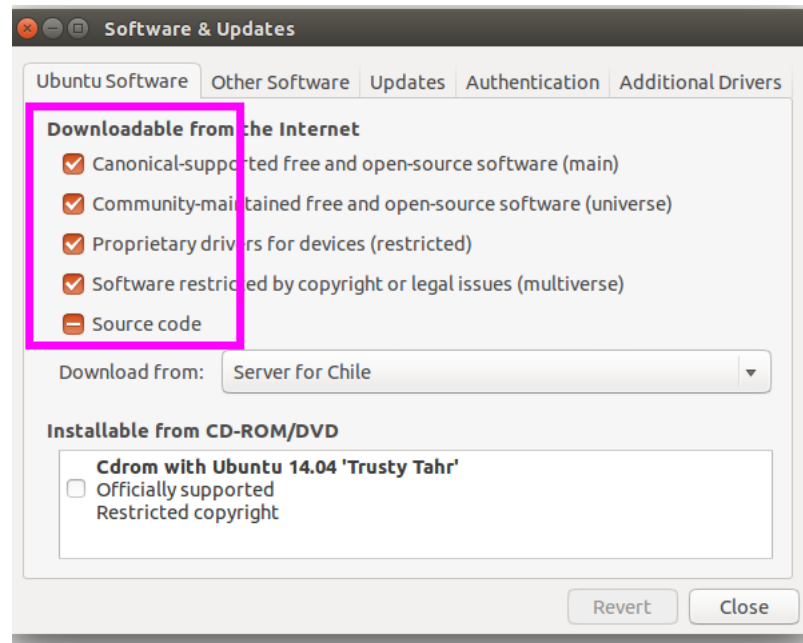 Software & Updates
Ubuntu Software Other Software Updates Authentication Additional Drivers
Downloadable from the Internet
Canonical-supported free and open-source software (main)
Community-maintained free and open-source software (universe)
Proprietary drivers for devices (restricted)
Software restricted by copyright or legal issues (multiverse)
Source code
Download from: Server for Chile
Installable from CD-ROM/DVD
Cdrom with Ubuntu 14.04 'Trusty Tahr'
Officially supported
Restricted copyright
Revert Close